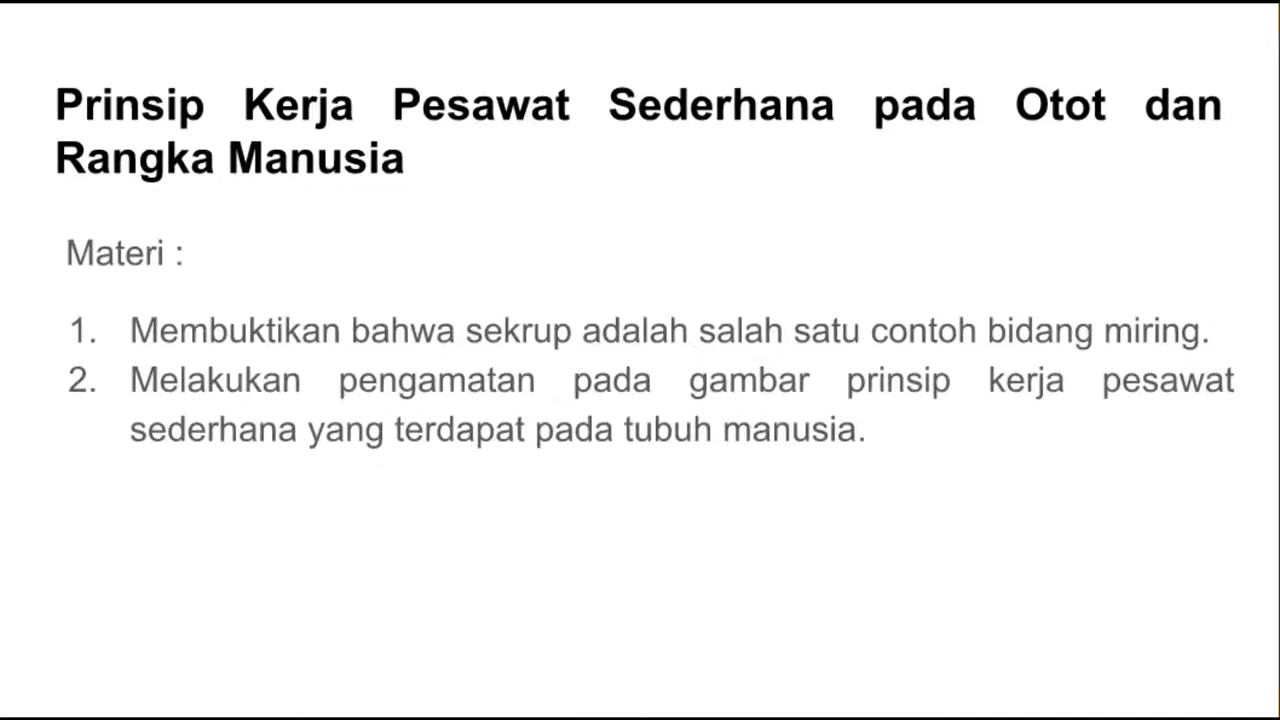 Prinsip Kerja Pesawat Sederhana pada Otot dan
Rangka Manusia
Materi :
1. Membuktikan bahwa sekrup adalah salah satu contoh bidang miring.
2. Melakukan pengamatan pada gambar prinsip kerja pesawat
sederhana yang terdapat pada tubuh manusia.